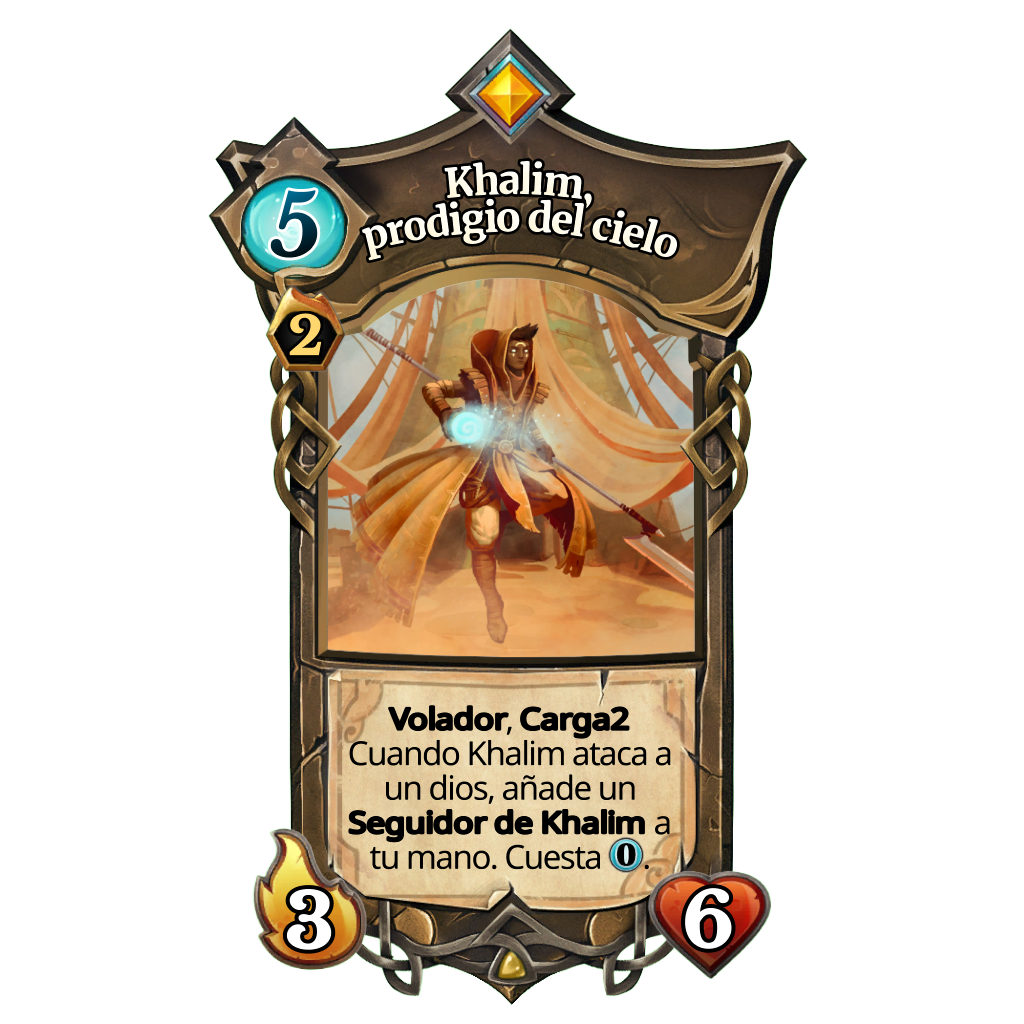 5
Khalim,
prodigio del cielo
2
Volador, Carga2
Cuando Khalim ataca a
un dios, añade un
Seguidor de Khalim a
tu mano. Cuesta 0.
3
6